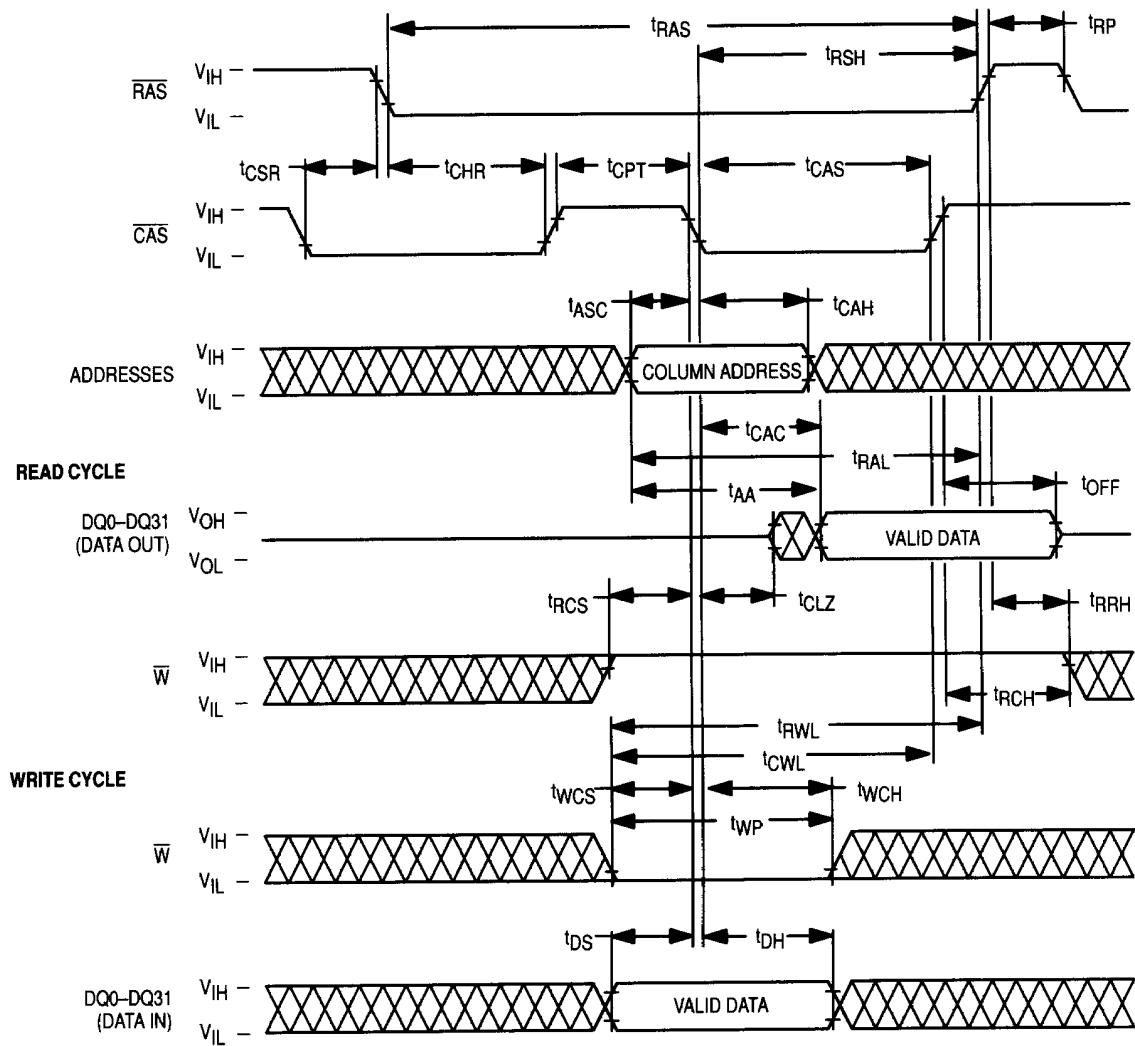 tRAS
tRP
tRSH
RAS
VIH
VIL
tCSR
tCHR
tCPT
tCAS
CAS
VIH
VIL
tASC
tCAH
ADDRESSES
VIH
VIL
COLUMN ADDRESS
tCAC
tRAL
READ CYCLE
tAA
tOFF
DQ0–DQ31
(DATA OUT)
VOH
VOL
VALID DATA
tRCS
tCLZ
tRRH
W
VIH
VIL
tRCH
tRWL
tCWL
WRITE CYCLE
tWCS
tWCH
tWP
W
VIH
VIL
tDS
tDH
DQ0–DQ31
(DATA IN)
VIH
VIL
VALID DATA